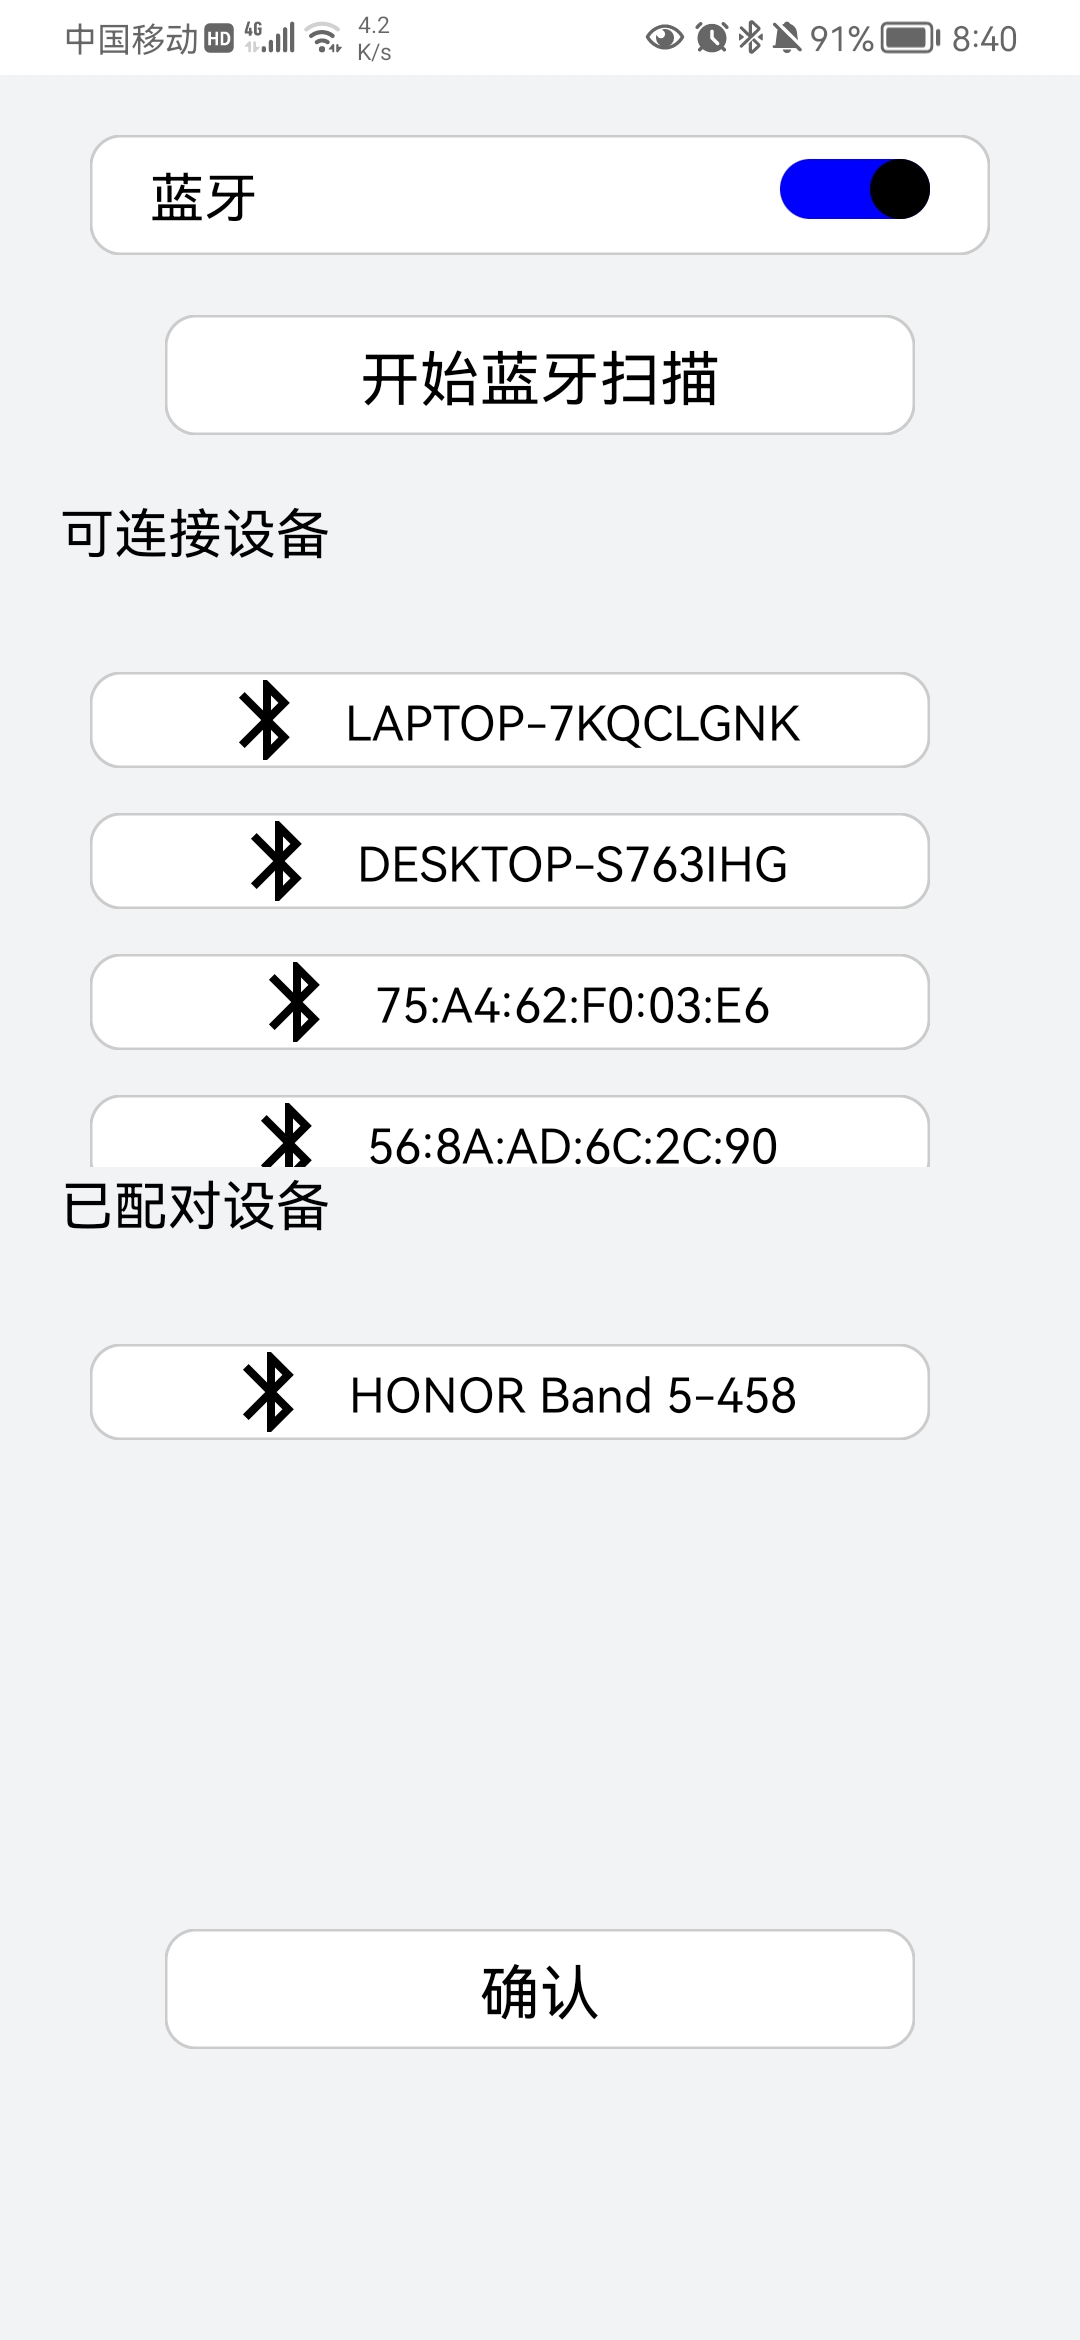 中国移动 HD 4G 4.2 K/s 91% 8:40
蓝牙
开始蓝牙扫描
可连接设备
LAPTOP-7KQCLGNK
DESKTOP-S763IHG
75:A4:62:F0:03:E6
56:8A:AD:6C:2C:90
已配对设备
HONOR Band 5-458
确认